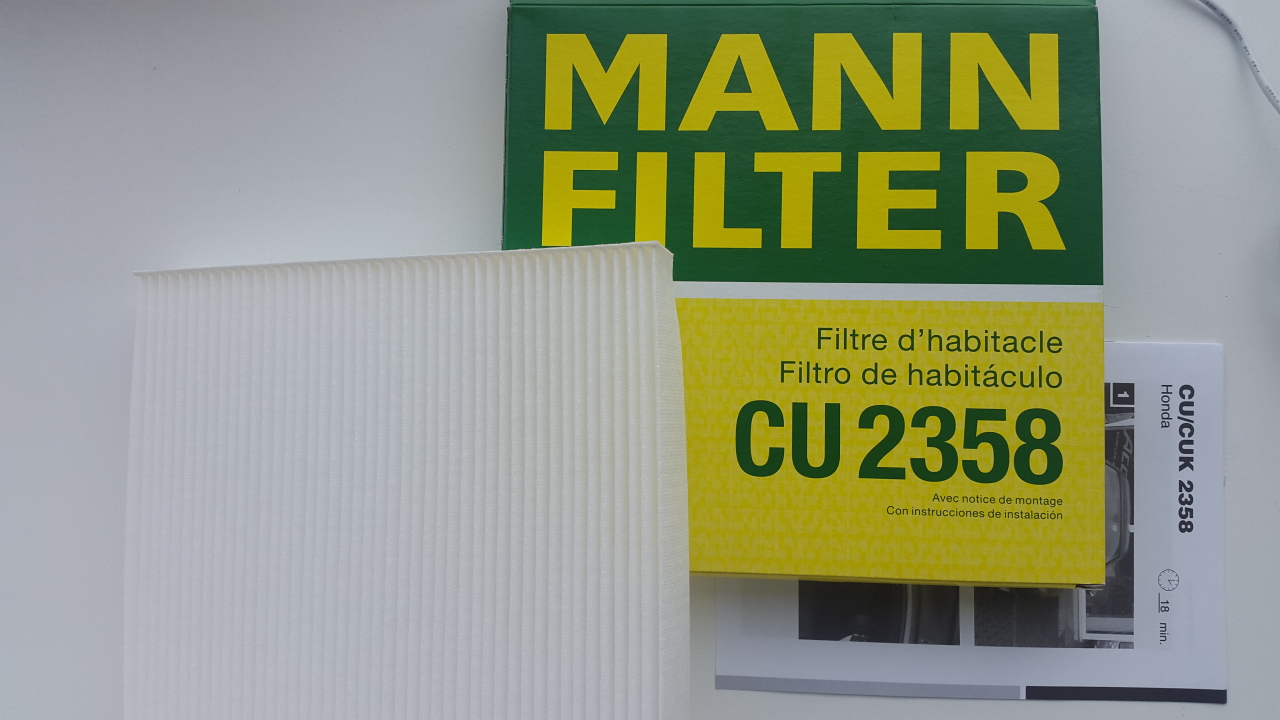 MANN
FILTER
Filtre d'habitacle
Filtro de habitáculo
CU 2358
Avec notice de montage
Con instrucciones de instalación
CU/CUK 2358
Honda
1
18 min.